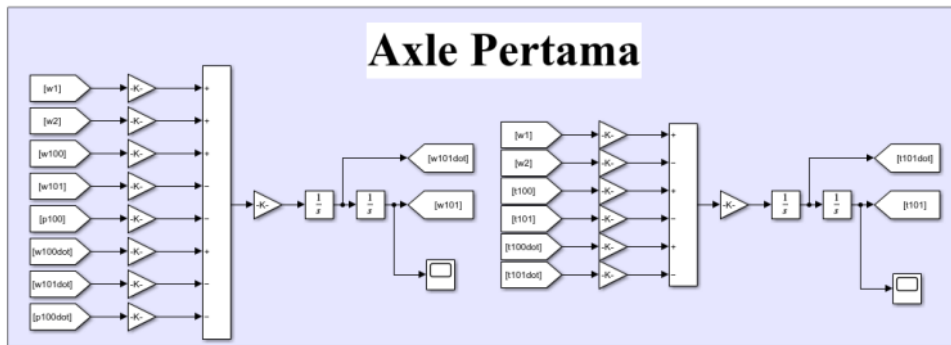 Axle Pertama
[w1]
-K-
+
[w2]
-K-
+
[w100]
-K-
+
[w101]
-K-
−
[p100]
-K-
−
[w100dot]
-K-
+
[w101dot]
-K-
−
[p100dot]
-K-
−
-K-
1
s
1
s
[w101dot]
[w101]
[w1]
-K-
+
[w2]
-K-
−
[t100]
-K-
+
[t101]
-K-
−
[t100dot]
-K-
+
[t101dot]
-K-
−
-K-
1
s
1
s
[t101dot]
[t101]